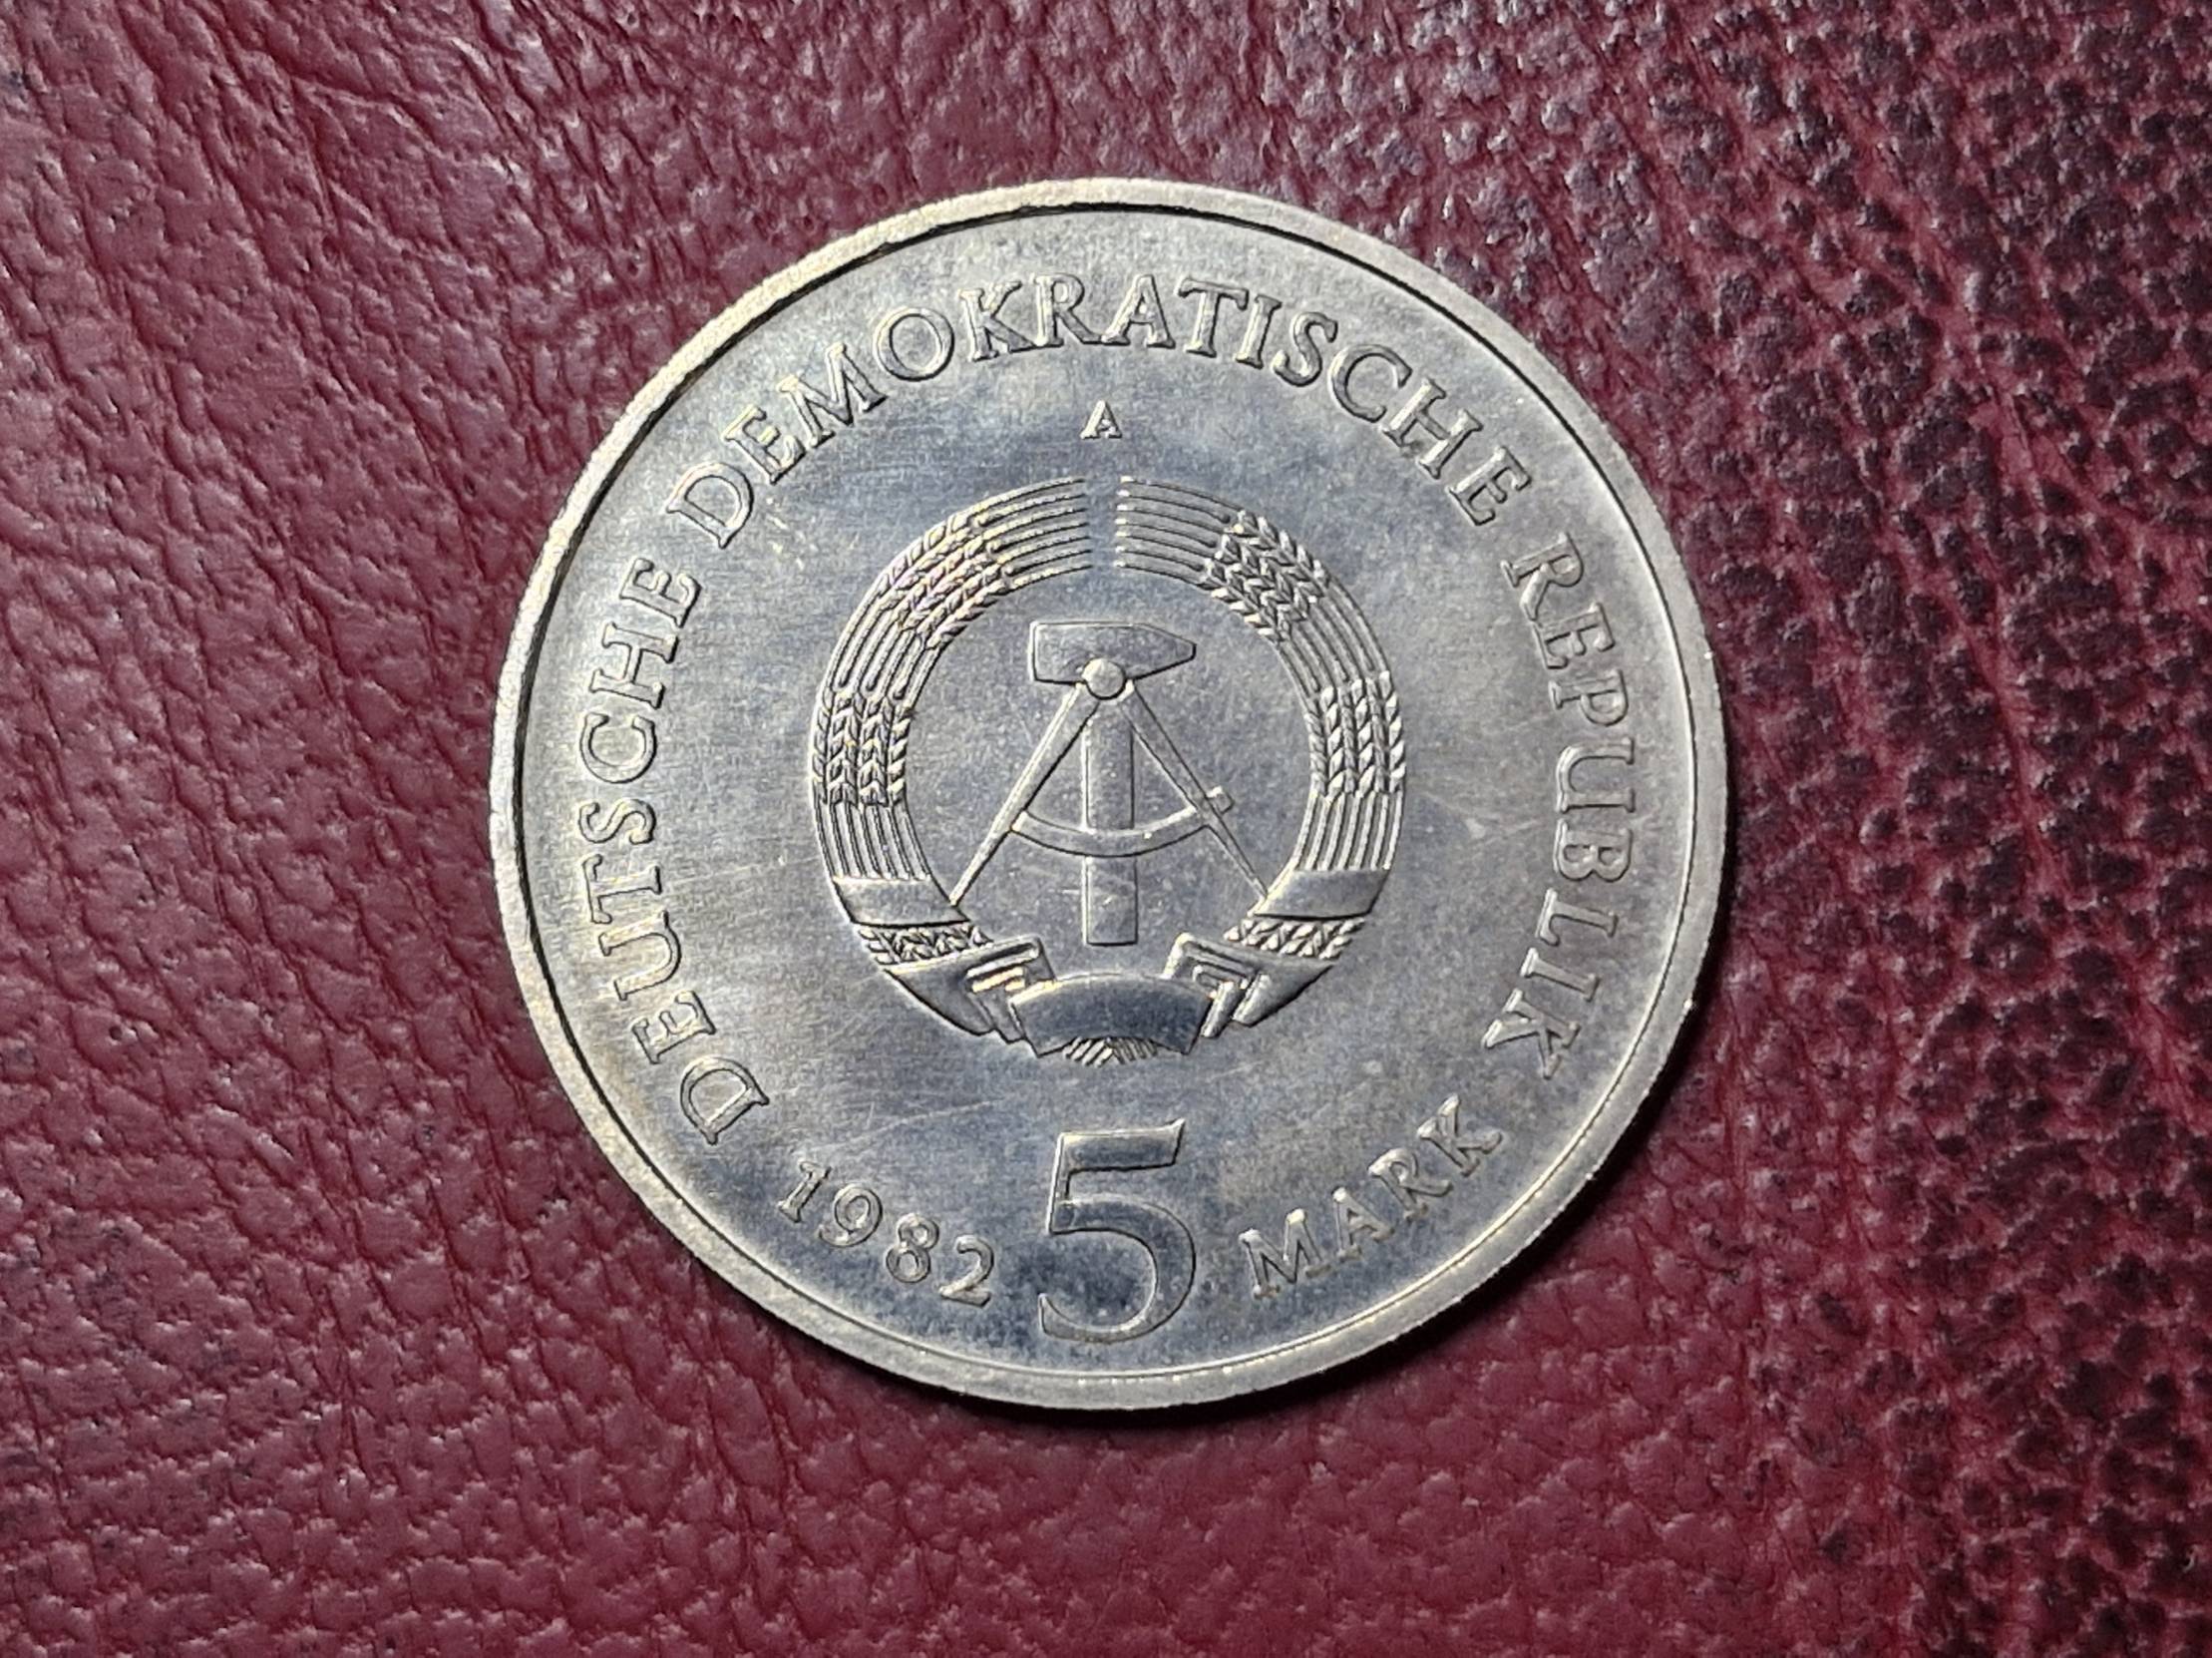 DEUTSCHE DEMOKRATISCHE REPUBLIK
A
1982 5 MARK